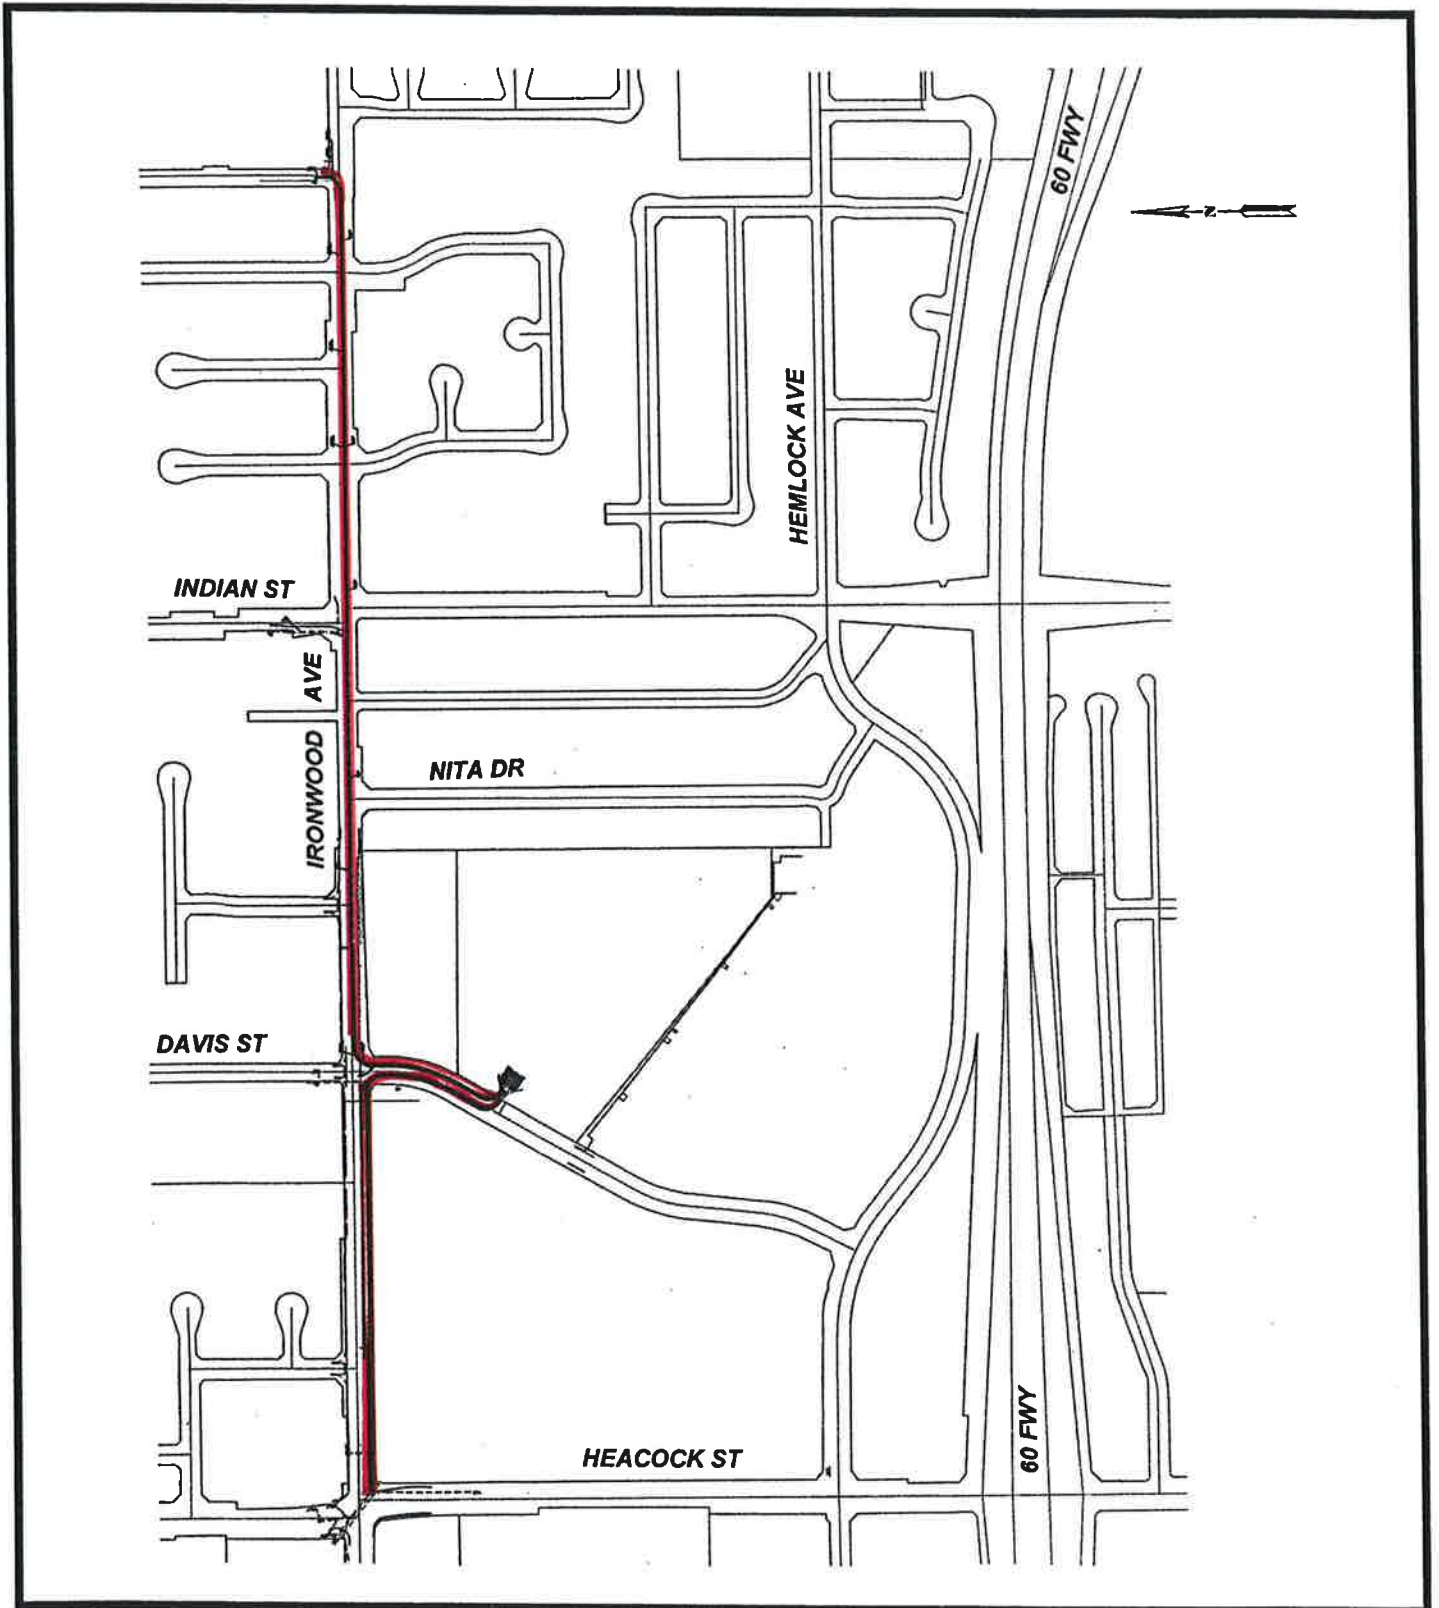 60 FWY
N
HEMLOCK AVE
INDIAN ST
IRONWOOD AVE
NITA DR
DAVIS ST
HEACOCK ST
60 FWY